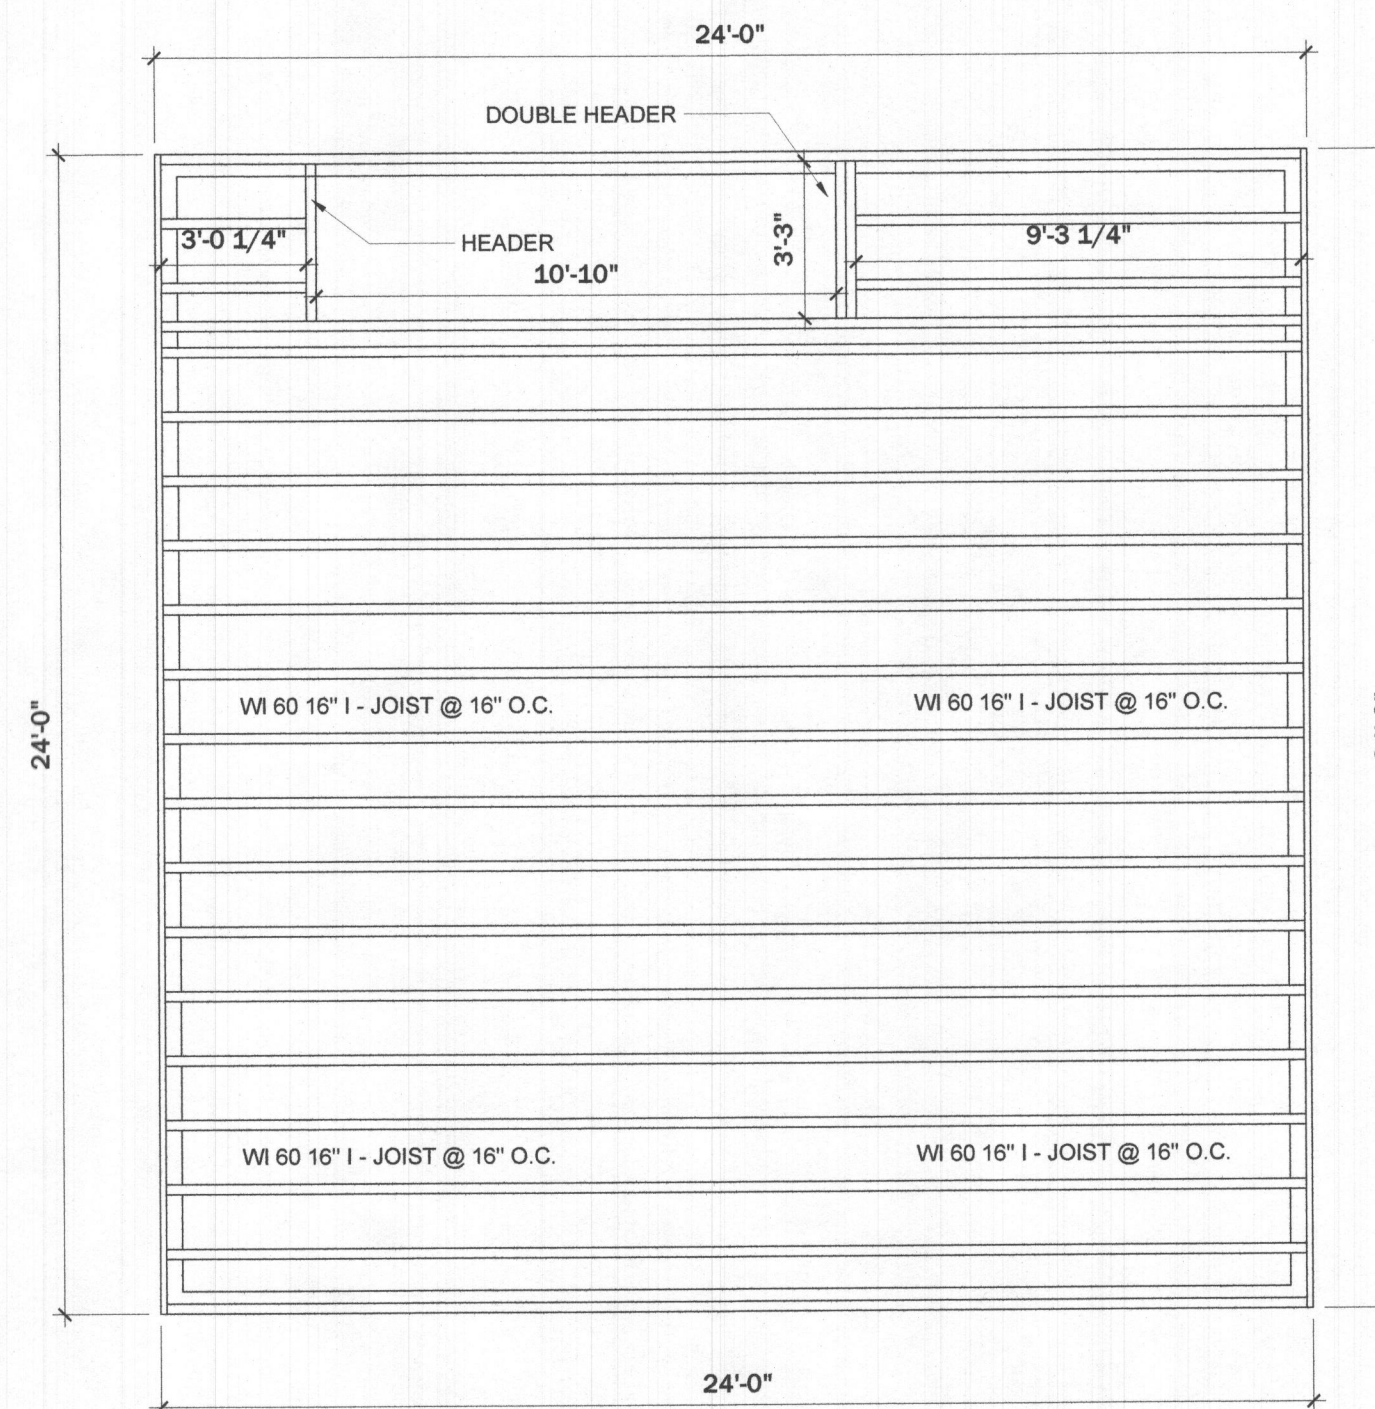 24'-0"
DOUBLE HEADER
HEADER
3'-0 1/4"
10'-10"
3'-3"
9'-3 1/4"
WI 60 16" I - JOIST @ 16" O.C.
WI 60 16" I - JOIST @ 16" O.C.
24'-0"
WI 60 16" I - JOIST @ 16" O.C.
WI 60 16" I - JOIST @ 16" O.C.
24'-0"